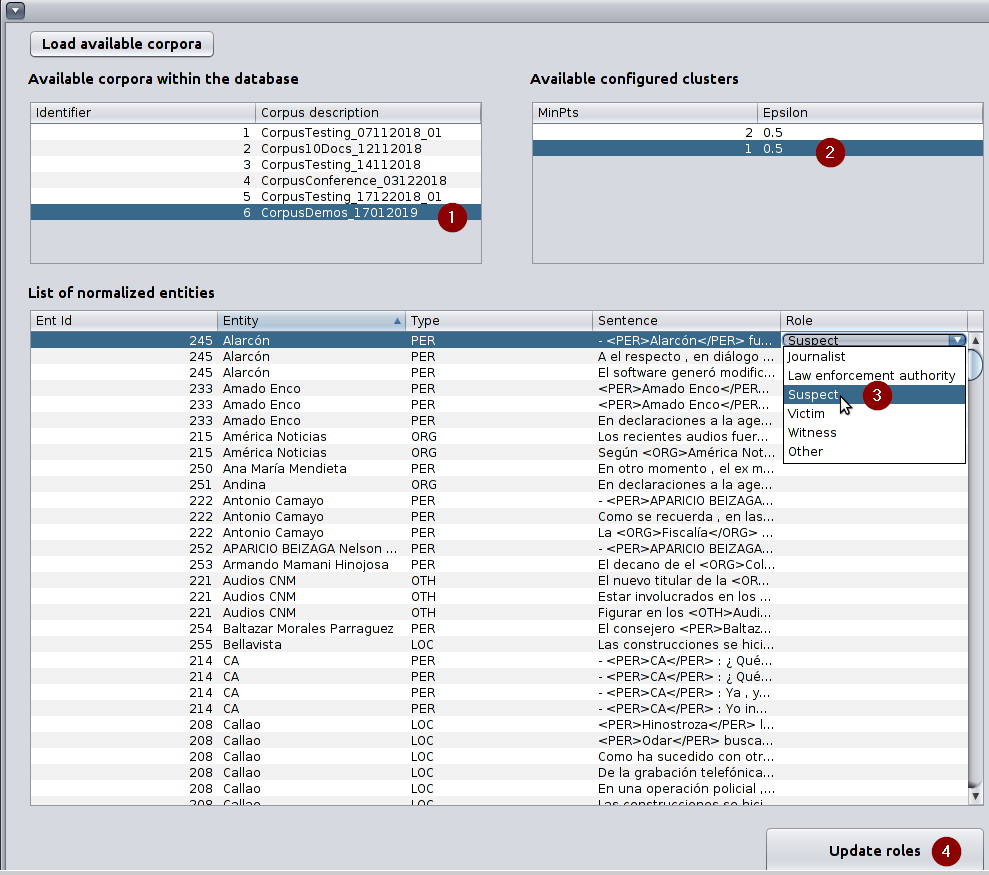 Load available corpora
Available corpora within the database
Available configured clusters
Identifier Corpus description
MinPts Epsilon
1 CorpusTesting_07112018_01
2 Corpus10Docs_12112018
3 CorpusTesting_14112018
4 CorpusConference_03122018
5 CorpusTesting_17122018_01
6 CorpusDemos_17012019 1
2 0.5
1 0.5 2
List of normalized entities
Ent Id Entity Type Sentence Role
245 Alarcón PER - <PER>Alarcón</PER> fu... Suspect
245 Alarcón PER A el respecto , en diálogo ...
245 Alarcón PER El software generó modific...
233 Amado Enco PER <PER>Amado Enco</PER...
233 Amado Enco PER <PER>Amado Enco</PER...
233 Amado Enco PER En declaraciones a la age...
215 América Noticias ORG Los recientes audios fuer...
215 América Noticias ORG Según <ORG>América Not...
250 Ana María Mendieta PER En otro momento , el ex m...
251 Andina ORG En declaraciones a la age...
222 Antonio Camayo PER - <PER>APARICIO BEIZAGA...
222 Antonio Camayo PER Como se recuerda , en las...
222 Antonio Camayo PER La <ORG>Fiscalía</ORG> ...
252 APARICIO BEIZAGA Nelson ... PER - <PER>APARICIO BEIZAGA...
253 Armando Mamani Hinojosa PER El decano de el <ORG>Col...
221 Audios CNM OTH El nuevo titular de la <OR...
221 Audios CNM OTH Estar involucrados en los ...
221 Audios CNM OTH Figurar en los <OTH>Audi...
254 Baltazar Morales Parraguez PER El consejero <PER>Baltaz...
255 Bellavista LOC Las construcciones se hici...
214 CA PER - <PER>CA</PER> : ¿ Qué...
214 CA PER - <PER>CA</PER> : ¿ Qué...
214 CA PER - <PER>CA</PER> : Ya , y...
214 CA PER - <PER>CA</PER> : Yo in...
208 Callao LOC <PER>Hinostroza</PER> l...
208 Callao LOC <PER>Odar</PER> busca...
208 Callao LOC Como ha sucedido con otr...
208 Callao LOC De la grabación telefónica...
208 Callao LOC En una operación policial ,...
208 Callao LOC Las construcciones se hici...
Journalist
Law enforcement authority
Suspect 3
Victim
Witness
Other
Update roles 4